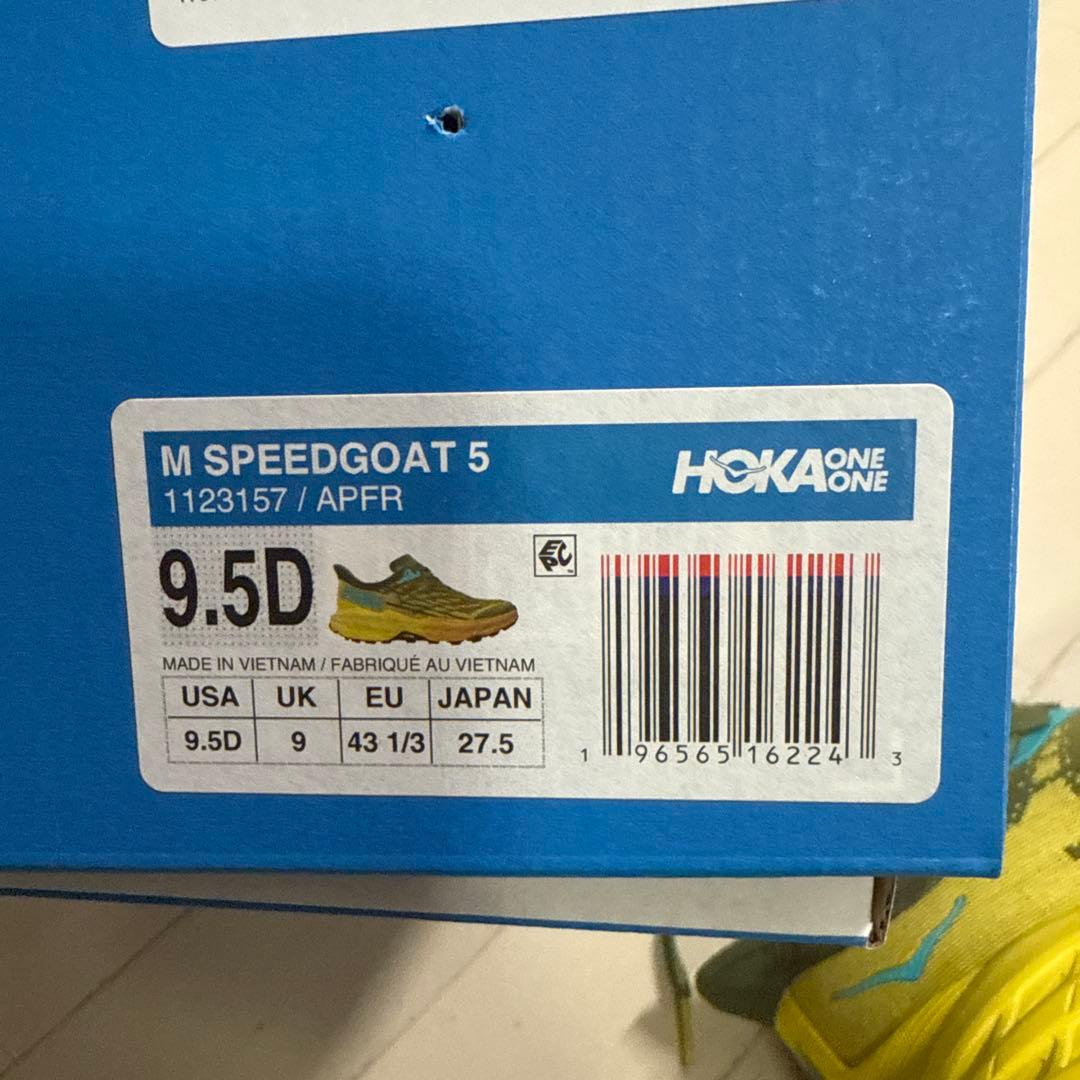 M SPEEDGOAT 5
1123157 / APFR
HOKA ONE ONE
9.5D
EPC
MADE IN VIETNAM / FABRIQUÉ AU VIETNAM
USA UK EU JAPAN
9.5D 9 43 1/3 27.5
1 96565 16224 3